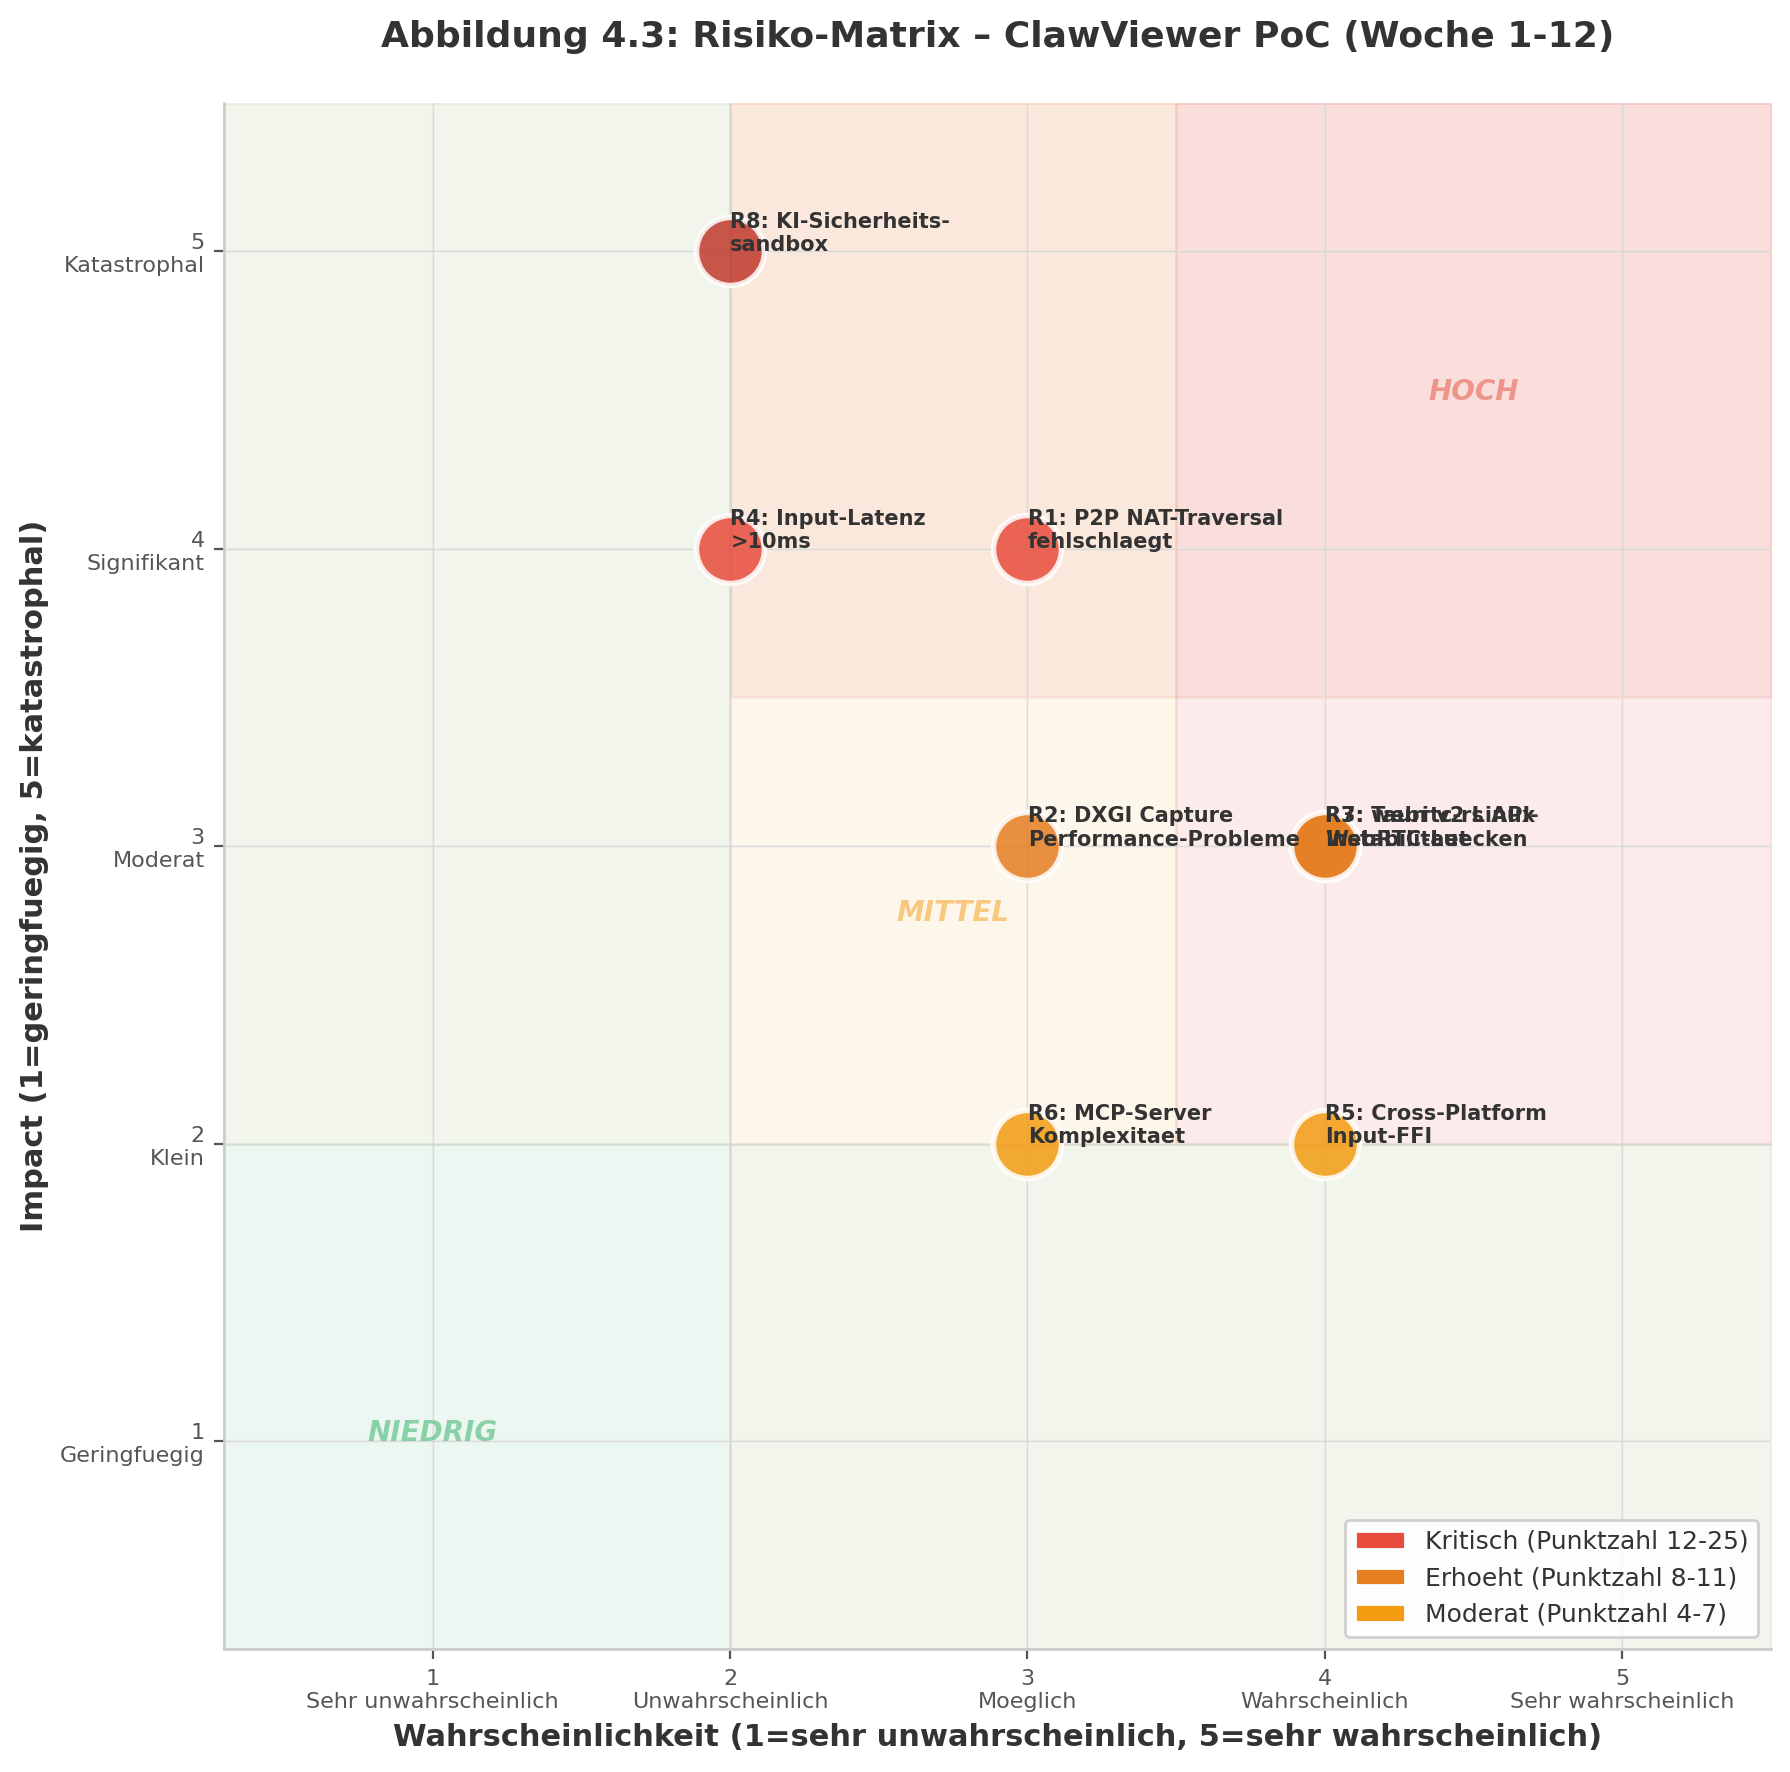 Abbildung 4.3: Risiko-Matrix – ClawViewer PoC (Woche 1-12)
Impact (1=geringfuegig, 5=katastrophal)
5
Katastrophal
4
Signifikant
3
Moderat
2
Klein
1
Geringfuegig
R8: KI-Sicherheits-
sandbox
HOCH
R4: Input-Latenz
>10ms
R1: P2P NAT-Traversal
fehlschlaegt
R2: DXGI Capture
Performance-Probleme
MITTEL
R6: MCP-Server
Komplexitaet
R5: Cross-Platform
Input-FFI
NIEDRIG
Kritisch (Punktzahl 12-25)
Erhoeht (Punktzahl 8-11)
Moderat (Punktzahl 4-7)
1
Sehr unwahrscheinlich
2
Unwahrscheinlich
3
Moeglich
4
Wahrscheinlich
5
Sehr wahrscheinlich
Wahrscheinlichkeit (1=sehr unwahrscheinlich, 5=sehr wahrscheinlich)